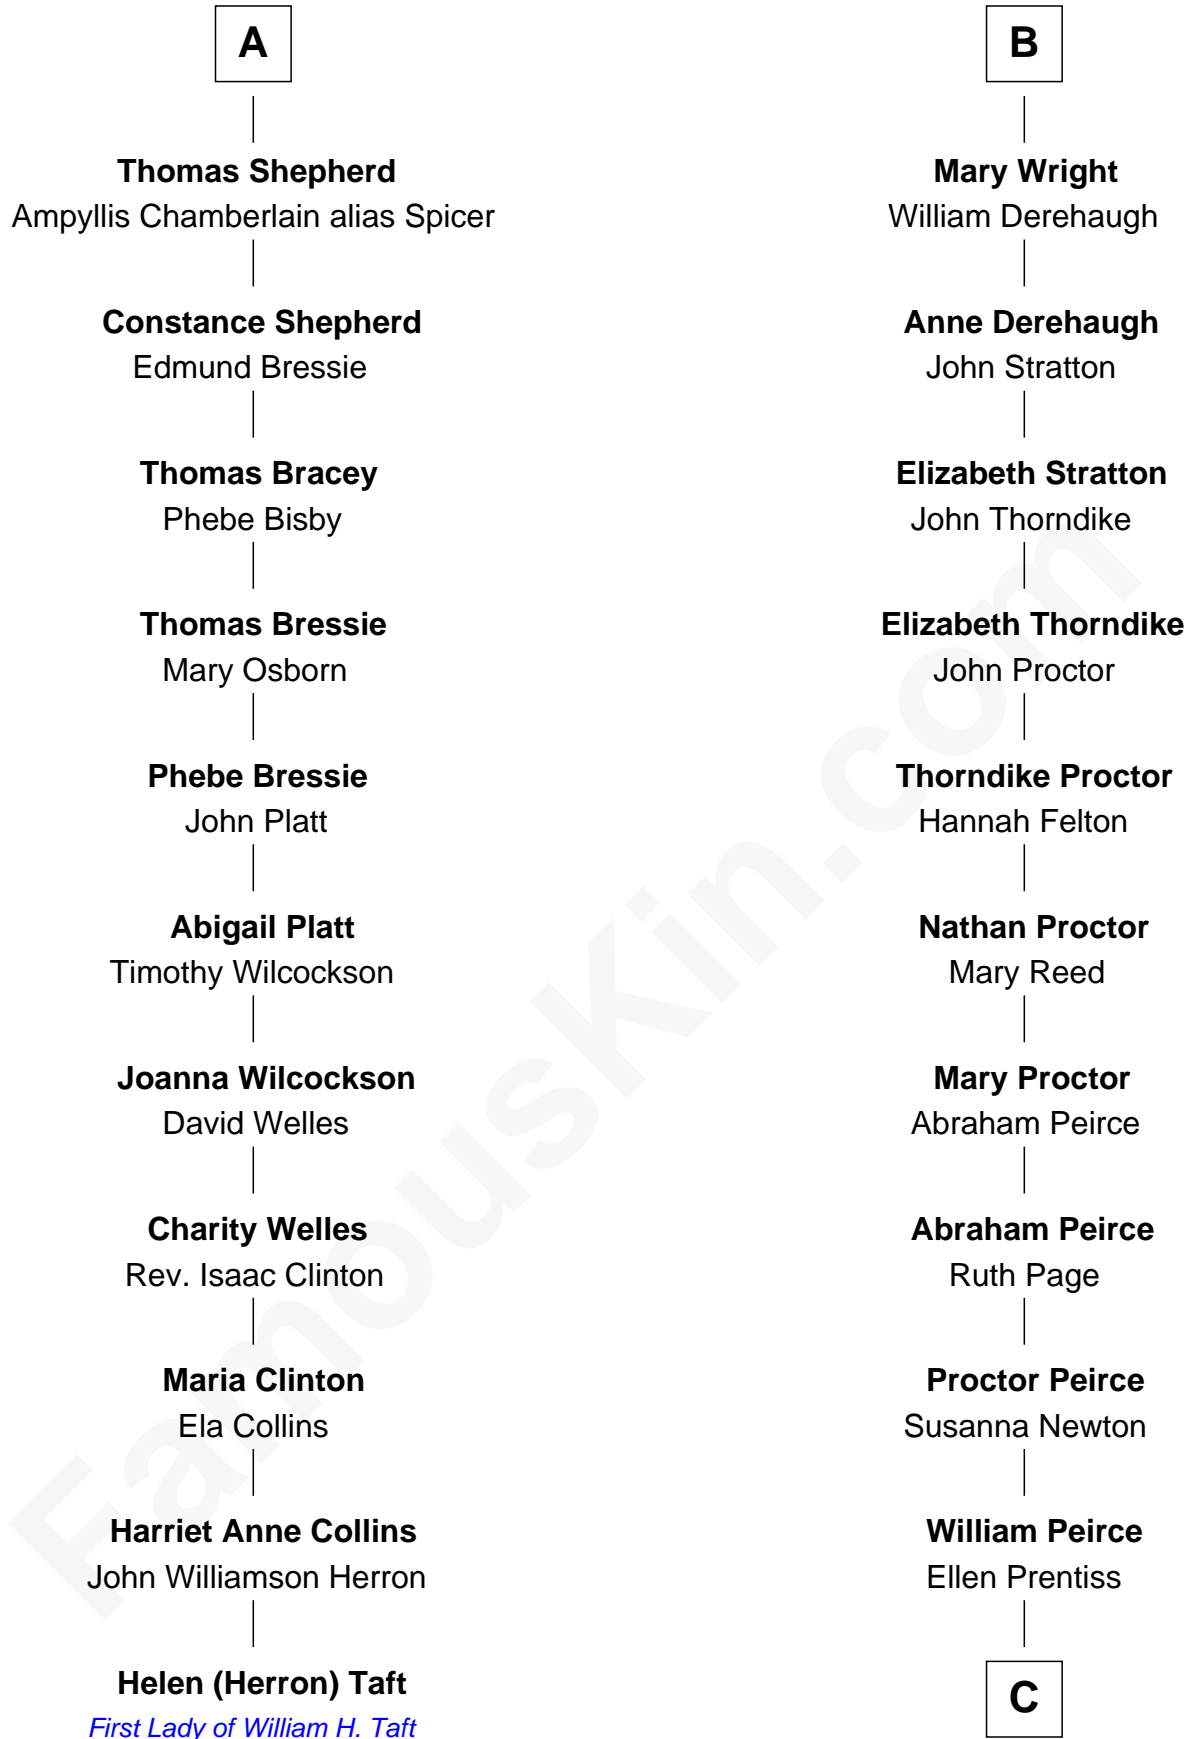 A
Thomas Shepherd
Ampyllis Chamberlain alias Spicer
Constance Shepherd
Edmund Bressie
Thomas Bracey
Phebe Bisby
Thomas Bressie
Mary Osborn
Phebe Bressie
John Platt
Abigail Platt
Timothy Wilcockson
Joanna Wilcockson
David Welles
Charity Welles
Rev. Isaac Clinton
Maria Clinton
Ela Collins
Harriet Anne Collins
John Williamson Herron
Helen (Herron) Taft
First Lady of William H. Taft
B
Mary Wright
William Derehaugh
Anne Derehaugh
John Stratton
Elizabeth Stratton
John Thorndike
Elizabeth Thorndike
John Proctor
Thorndike Proctor
Hannah Felton
Nathan Proctor
Mary Reed
Mary Proctor
Abraham Peirce
Abraham Peirce
Ruth Page
Proctor Peirce
Susanna Newton
William Peirce
Ellen Prentiss
C
FamousKin.com